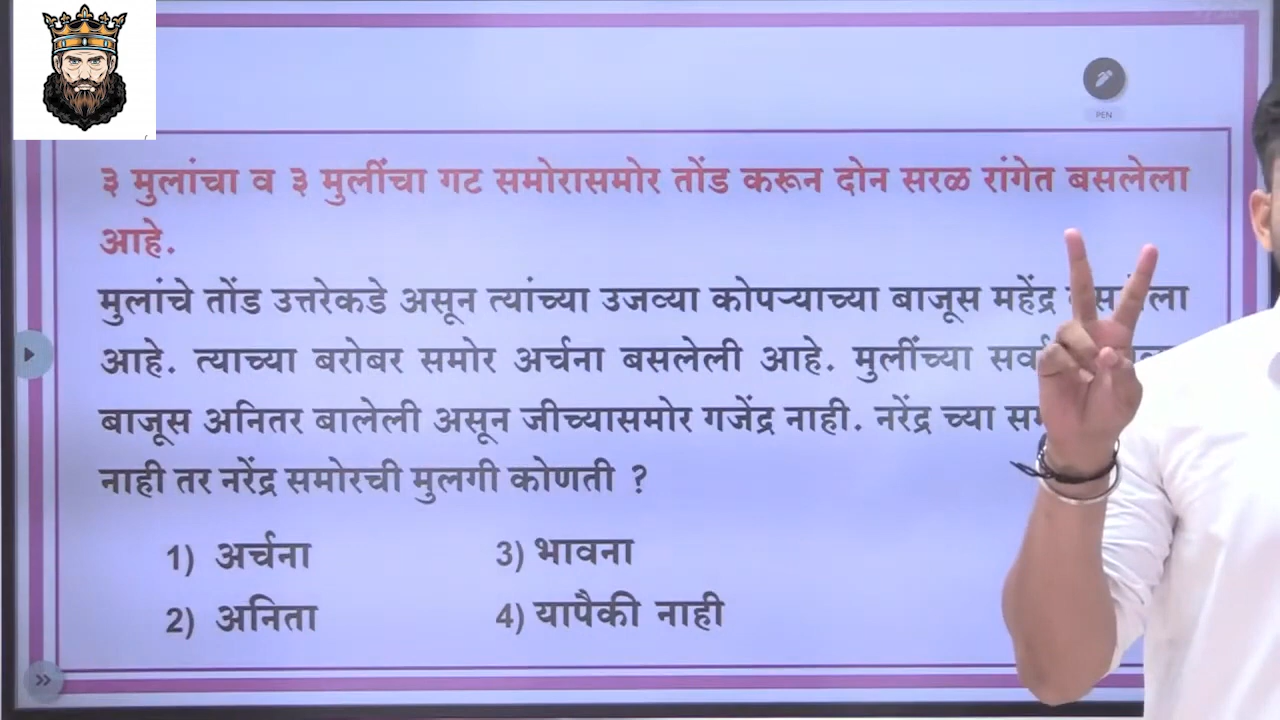 PEN
३ मुलांचा व ३ मुलींचा गट समोरासमोर तोंड करून दोन सरळ रांगेत बसलेला
आहे.
मुलांचे तोंड उत्तरेकडे असून त्यांच्या उजव्या कोपऱ्याच्या बाजूस महेंद्र
आहे. त्याच्या बरोबर समोर अर्चना बसलेली आहे. मुलींच्या
बाजूस अनितर बालेली असून जीच्यासमोर गजेंद्र नाही. नरेंद्र च्या
नाही तर नरेंद्र समोरची मुलगी कोणती ?
1) अर्चना 3) भावना
2) अनिता 4) यापैकी नाही